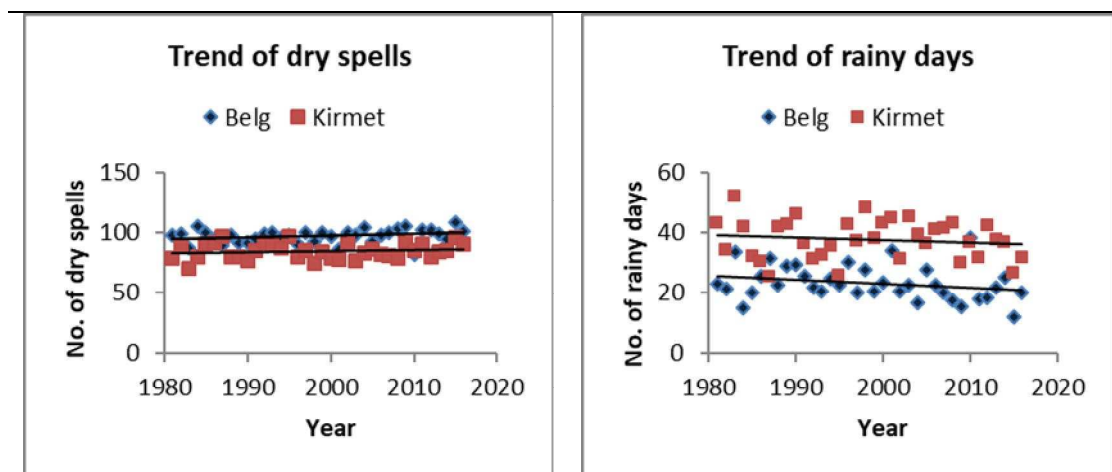 Trend of dry spells
Belg Kirmet
150
100
50
0
No. of dry spells
1980 1990 2000 2010 2020
Year
Trend of rainy days
Belg Kirmet
60
40
20
0
No. of rainy days
1980 1990 2000 2010 2020
Year